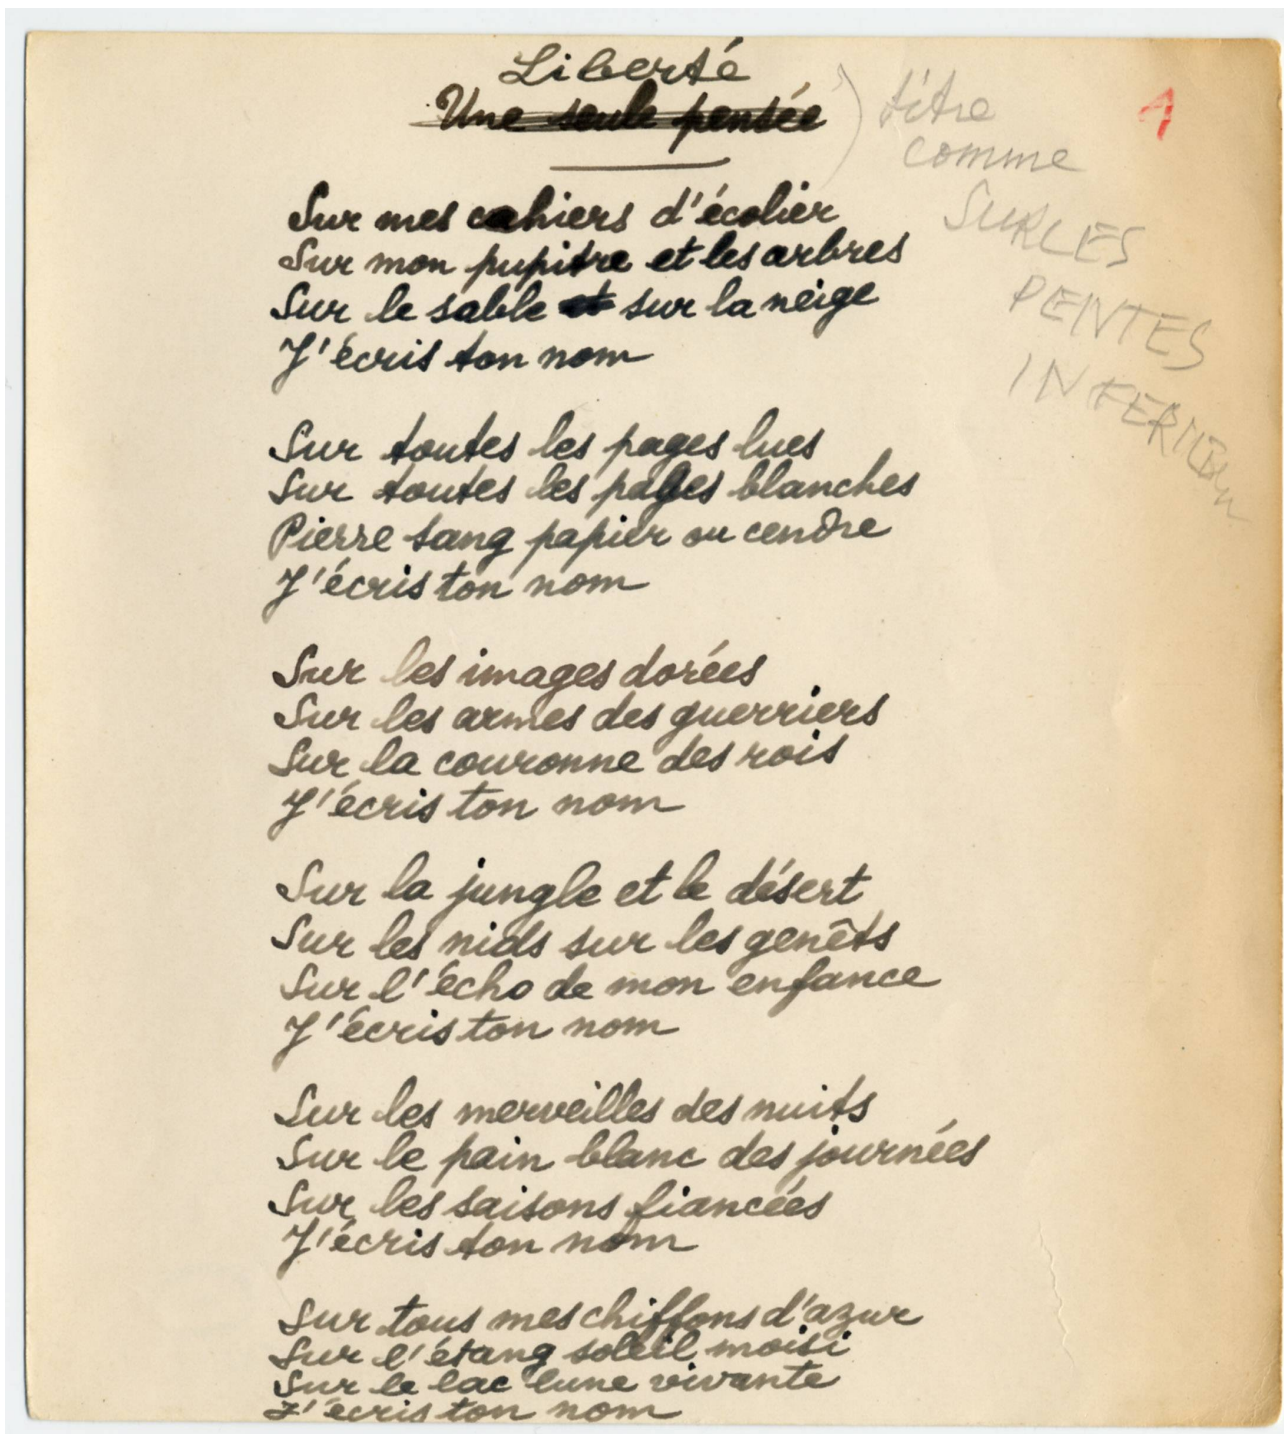 Liberté
Une seule pensée
titre
comme
SUR LES
PENTES
INFERIEU
1
Sur mes cahiers d'écolier
Sur mon pupitre et les arbres
Sur le sable et sur la neige
J'écris ton nom
Sur toutes les pages lues
Sur toutes les pages blanches
Pierre sang papier ou cendre
J'écris ton nom
Sur les images dorées
Sur les armes des guerriers
Sur la couronne des rois
J'écris ton nom
Sur la jungle et le désert
Sur les nids sur les genêts
Sur l'écho de mon enfance
J'écris ton nom
Sur les merveilles des nuits
Sur le pain blanc des journées
Sur les saisons fiancées
J'écris ton nom
Sur tous mes chiffons d'azur
Sur l'étang soleil moisi
Sur le lac lune vivante
J'écris ton nom